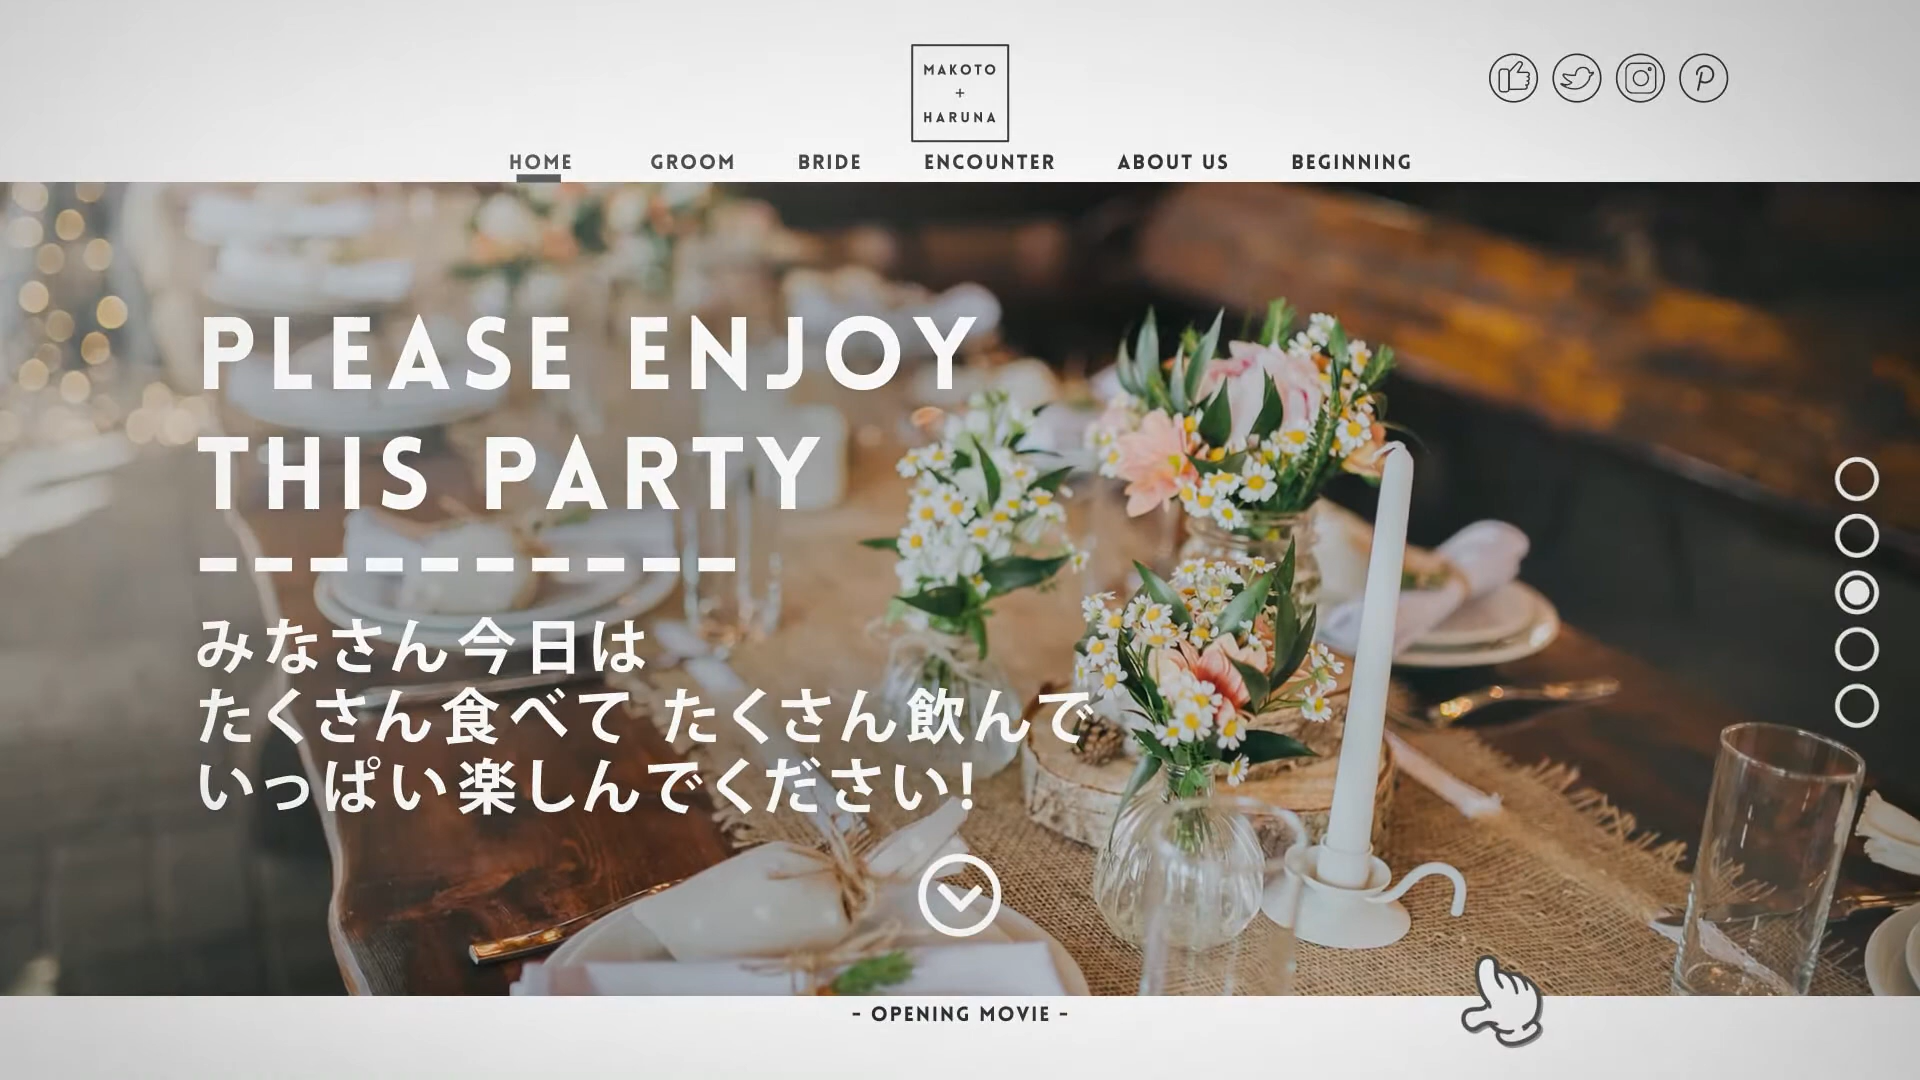 MAKOTO
+
HARUNA
HOME GROOM BRIDE ENCOUNTER ABOUT US BEGINNING
PLEASE ENJOY
THIS PARTY
みなさん今日は
たくさん食べて たくさん飲んで
いっぱい楽しんでください!
- OPENING MOVIE -